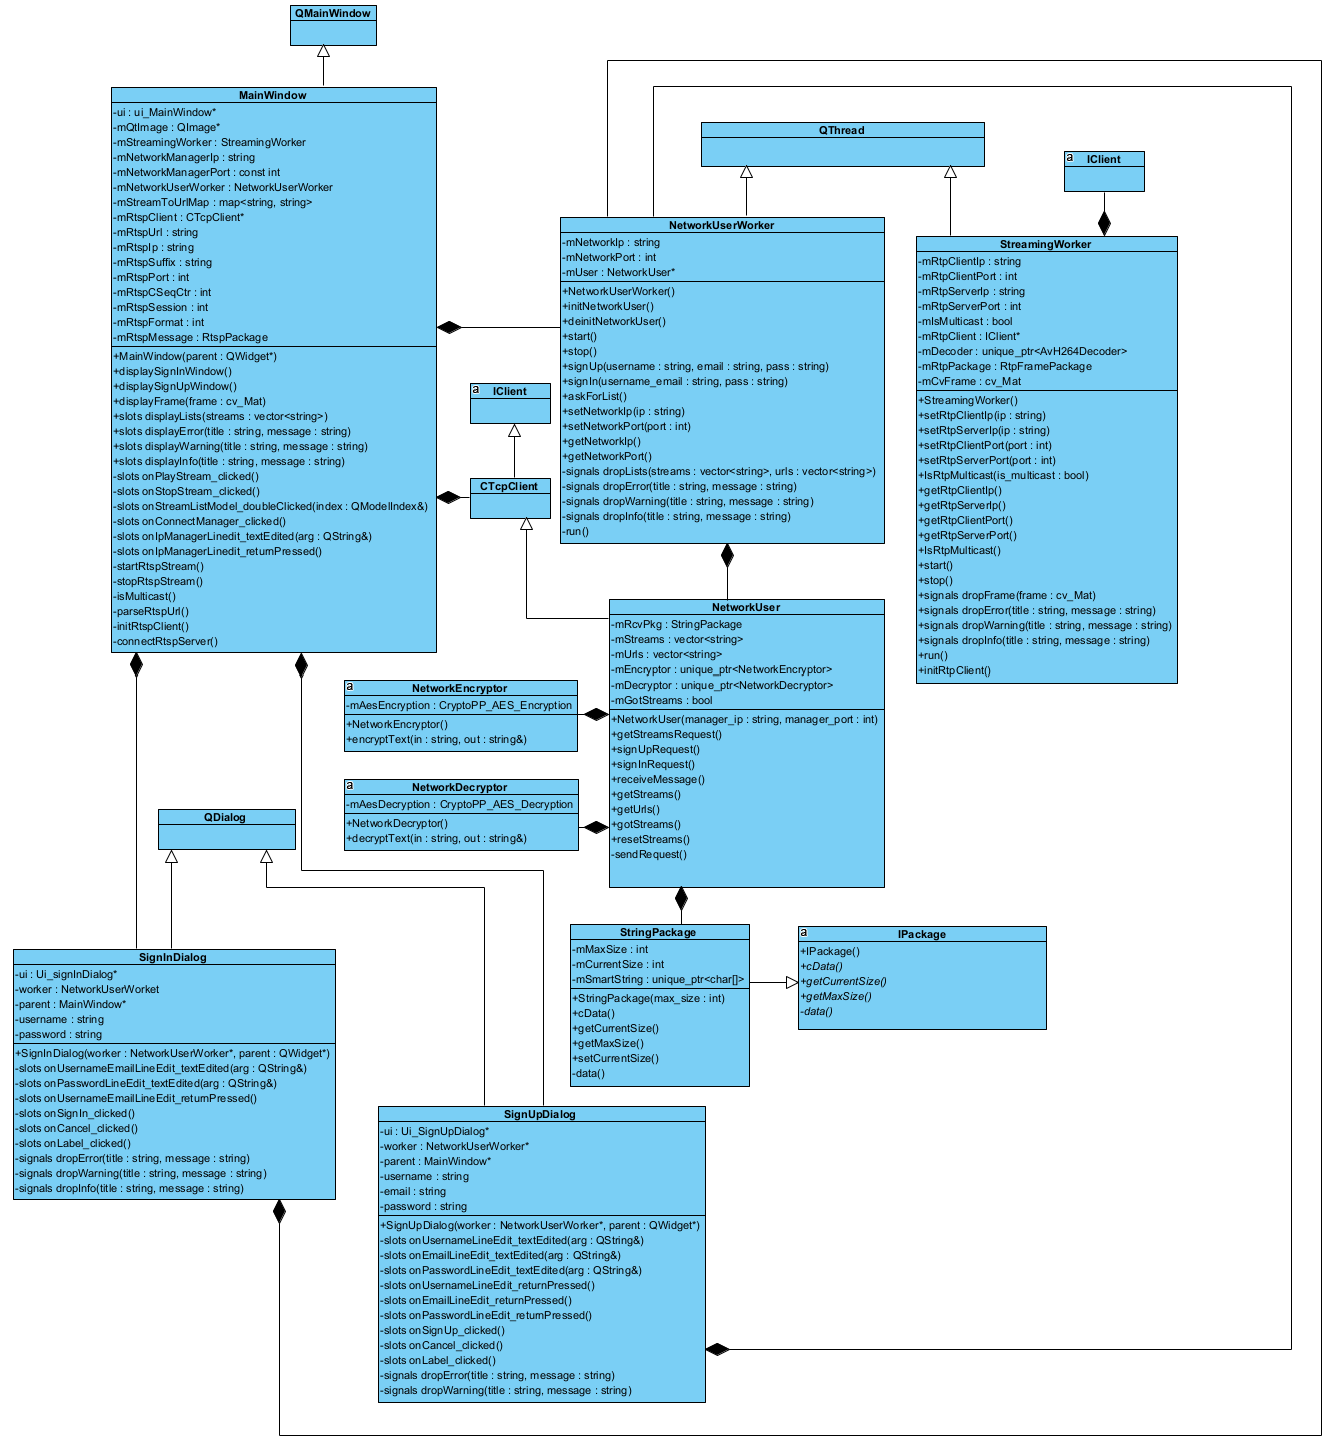 QMainWindow
MainWindow
-ui : ui_MainWindow*
-mQtImage : QImage*
-mStreamingWorker : StreamingWorker
-mNetworkManagerIp : string
-mNetworkManagerPort : const int
-mNetworkUserWorker : NetworkUserWorker
-mStreamToUrlMap : map<string, string>
-mRtspClient : CTcpClient*
-mRtspUrl : string
-mRtspIp : string
-mRtspSuffix : string
-mRtspPort : int
-mRtspCSeqCtr : int
-mRtspSession : int
-mRtspFormat : int
-mRtspMessage : RtspPackage
+MainWindow(parent : QWidget*)
+displaySignInWindow()
+displaySignUpWindow()
+displayFrame(frame : cv_Mat)
+slots displayLists(streams : vector<string>)
+slots displayError(title : string, message : string)
+slots displayWarning(title : string, message : string)
+slots displayInfo(title : string, message : string)
-slots onPlayStream_clicked()
-slots onStopStream_clicked()
-slots onStreamListModel_doubleClicked(index : QModelIndex&)
-slots onConnectManager_clicked()
-slots onIpManagerLinedit_textEdited(arg : QString&)
-slots onIpManagerLinedit_returnPressed()
-startRtspStream()
-stopRtspStream()
-isMulticast()
-parseRtspUrl()
-initRtspClient()
-connectRtspServer()
QThread
a
IClient
NetworkUserWorker
-mNetworkIp : string
-mNetworkPort : int
-mUser : NetworkUser*
+NetworkUserWorker()
+initNetworkUser()
+deinitNetworkUser()
+start()
+stop()
+signUp(username : string, email : string, pass : string)
+signIn(username_email : string, pass : string)
+askForList()
+setNetworkIp(ip : string)
+setNetworkPort(port : int)
+getNetworkIp()
+getNetworkPort()
-signals dropLists(streams : vector<string>, urls : vector<string>)
-signals dropError(title : string, message : string)
-signals dropWarning(title : string, message : string)
-signals dropInfo(title : string, message : string)
-run()
StreamingWorker
-mRtpClientIp : string
-mRtpClientPort : int
-mRtpServerIp : string
-mRtpServerPort : int
-mIsMulticast : bool
-mRtpClient : IClient*
-mDecoder : unique_ptr<AvH264Decoder>
-mRtpPackage : RtpFramePackage
-mCvFrame : cv_Mat
+StreamingWorker()
+setRtpClientIp(ip : string)
+setRtpServerIp(ip : string)
+setRtpClientPort(port : int)
+setRtpServerPort(port : int)
+IsRtpMulticast(is_multicast : bool)
+getRtpClientIp()
+getRtpServerIp()
+getRtpClientPort()
+getRtpServerPort()
+IsRtpMulticast()
+start()
+stop()
+signals dropFrame(frame : cv_Mat)
+signals dropError(title : string, message : string)
+signals dropWarning(title : string, message : string)
+signals dropInfo(title : string, message : string)
+run()
+initRtpClient()
a
IClient
CTcpClient
NetworkUser
-mRcvPkg : StringPackage
-mStreams : vector<string>
-mUrls : vector<string>
-mEncryptor : unique_ptr<NetworkEncryptor>
-mDecryptor : unique_ptr<NetworkDecryptor>
-mGotStreams : bool
+NetworkUser(manager_ip : string, manager_port : int)
+getStreamsRequest()
+signUpRequest()
+signInRequest()
+receiveMessage()
+getStreams()
+getUrls()
+gotStreams()
+resetStreams()
-sendRequest()
a
NetworkEncryptor
-mAesEncryption : CryptoPP_AES_Encryption
+NetworkEncryptor()
+encryptText(in : string, out : string&)
a
NetworkDecryptor
-mAesDecryption : CryptoPP_AES_Decryption
+NetworkDecryptor()
+decryptText(in : string, out : string&)
QDialog
StringPackage
-mMaxSize : int
-mCurrentSize : int
-mSmartString : unique_ptr<char[]>
+StringPackage(max_size : int)
+cData()
+getCurrentSize()
+getMaxSize()
+setCurrentSize()
-data()
a
IPackage
+IPackage()
+cData()
+getCurrentSize()
+getMaxSize()
-data()
SignInDialog
-ui : Ui_signInDialog*
-worker : NetworkUserWorket
-parent : MainWindow*
-username : string
-password : string
+SignInDialog(worker : NetworkUserWorker*, parent : QWidget*)
-slots onUsernameEmailLineEdit_textEdited(arg : QString&)
-slots onPasswordLineEdit_textEdited(arg : QString&)
-slots onUsernameEmailLineEdit_returnPressed()
-slots onSignIn_clicked()
-slots onCancel_clicked()
-slots onLabel_clicked()
-signals dropError(title : string, message : string)
-signals dropWarning(title : string, message : string)
-signals dropInfo(title : string, message : string)
SignUpDialog
-ui : Ui_SignUpDialog*
-worker : NetworkUserWorker*
-parent : MainWindow*
-username : string
-email : string
-password : string
+SignUpDialog(worker : NetworkUserWorker*, parent : QWidget*)
-slots onUsernameLineEdit_textEdited(arg : QString&)
-slots onEmailLineEdit_textEdited(arg : QString&)
-slots onPasswordLineEdit_textEdited(arg : QString&)
-slots onUsernameLineEdit_returnPressed()
-slots onEmailLineEdit_returnPressed()
-slots onPasswordLineEdit_returnPressed()
-slots onSignUp_clicked()
-slots onCancel_clicked()
-slots onLabel_clicked()
-signals dropError(title : string, message : string)
-signals dropWarning(title : string, message : string)